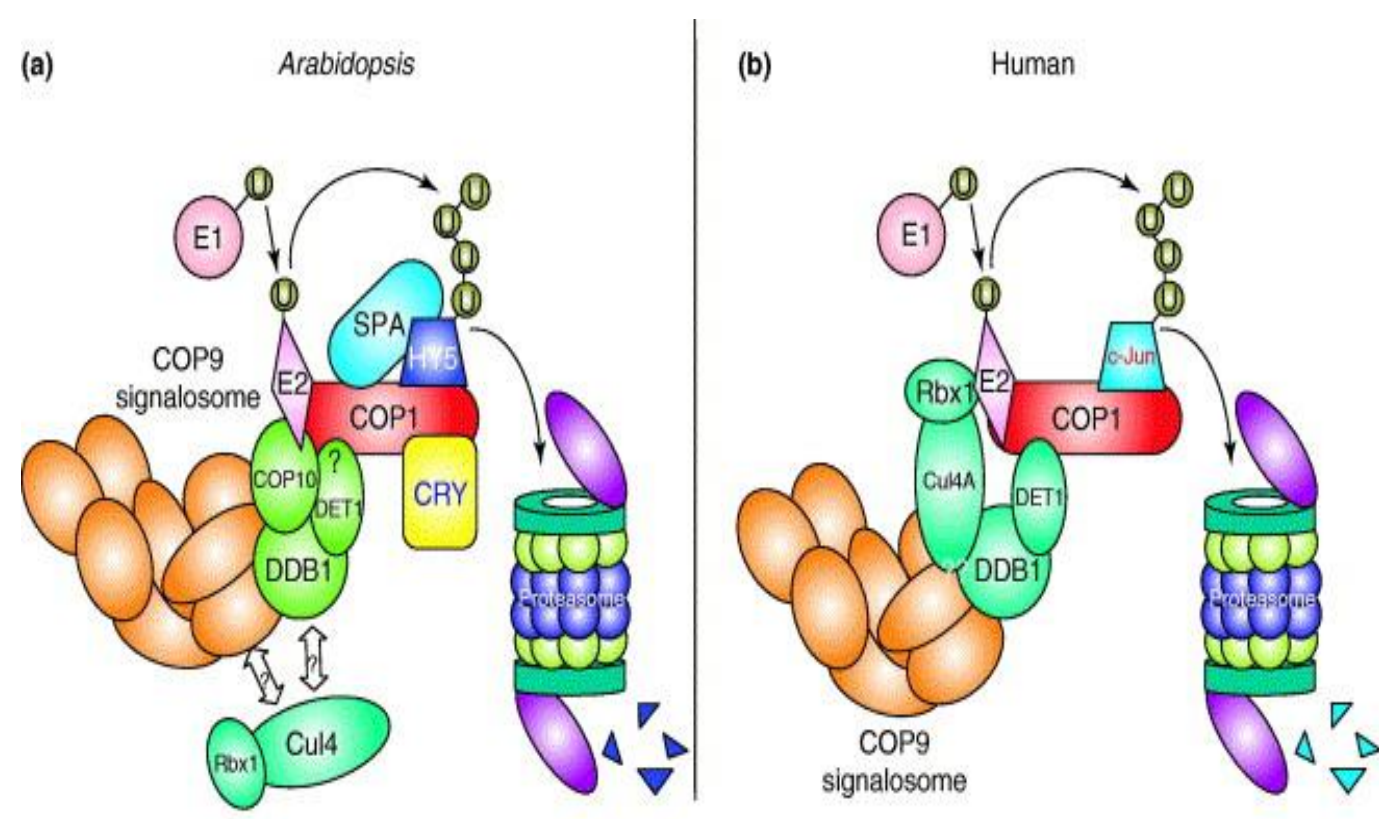 (a)
Arabidopsis
U
U
E1
U
U
U
U
SPA
HY5
COP9
signalosome
E2
COP1
?
COP10
DET1
CRY
DDB1
Proteasome
?
?
Cul4
Rbx1
(b)
Human
U
U
E1
U
U
U
U
c-Jun
Rbx1
E2
COP1
Cul4A
DET1
DDB1
Proteasome
COP9
signalosome